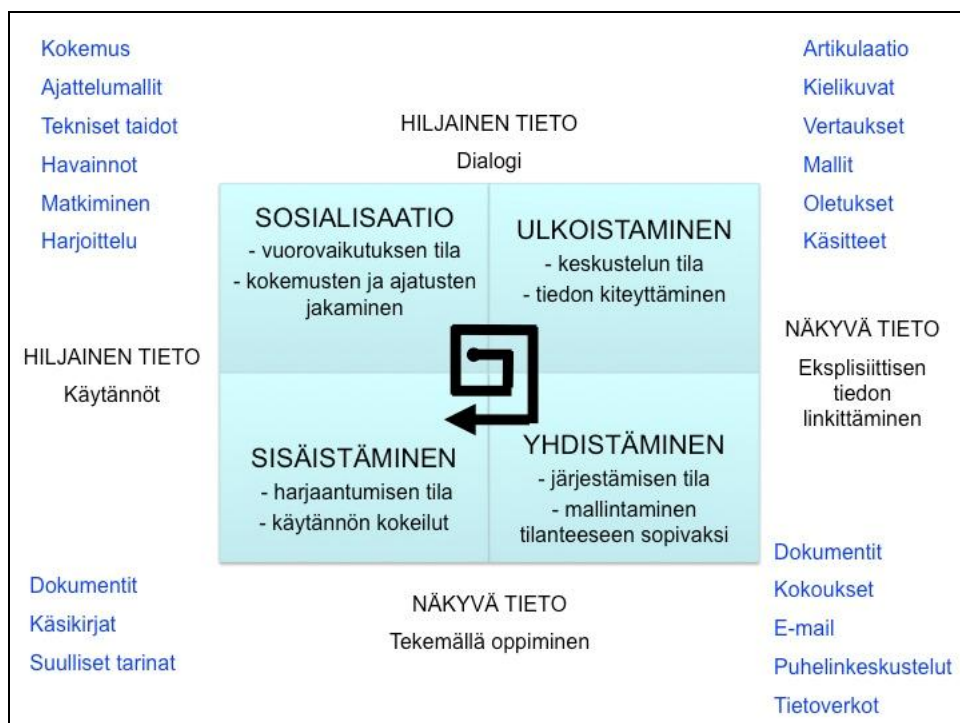 Kokemus
Ajattelumallit
Tekniset taidot
Havainnot
Matkiminen
Harjoittelu
HILJAINEN TIETO
Dialogi
Artikulaatio
Kielikuvat
Vertaukset
Mallit
Oletukset
Käsitteet
SOSIALISAATIO
- vuorovaikutuksen tila
- kokemusten ja ajatusten
jakaminen
ULKOISTAMINEN
- keskustelun tila
- tiedon kiteyttäminen
HILJAINEN TIETO
Käytännöt
NÄKYVÄ TIETO
Eksplisiittisen
tiedon
linkittäminen
SISÄISTÄMINEN
- harjaantumisen tila
- käytännön kokeilut
YHDISTÄMINEN
- järjestämisen tila
- mallintaminen
tilanteeseen sopivaksi
Dokumentit
Käsikirjat
Suulliset tarinat
NÄKYVÄ TIETO
Tekemällä oppiminen
Dokumentit
Kokoukset
E-mail
Puhelinkeskustelut
Tietoverkot